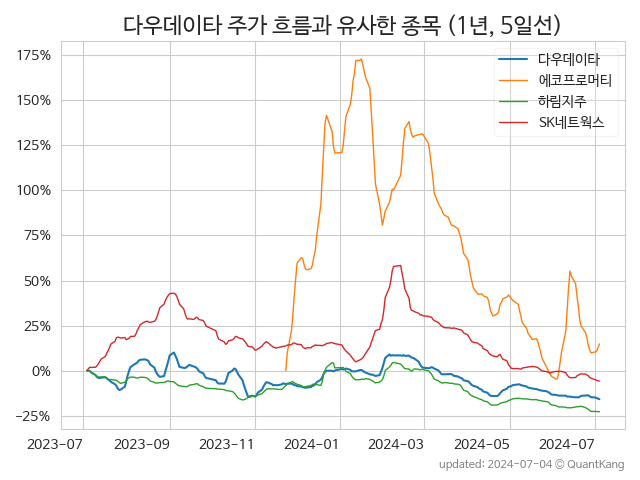 다우데이타 주가 흐름과 유사한 종목 (1년, 5일선)
다우데이타
에코프로머티
하림지주
SK네트웍스
175%
150%
125%
100%
75%
50%
25%
0%
−25%
2023-07 2023-09 2023-11 2024-01 2024-03 2024-05 2024-07
updated: 2024-07-04 © QuantKang